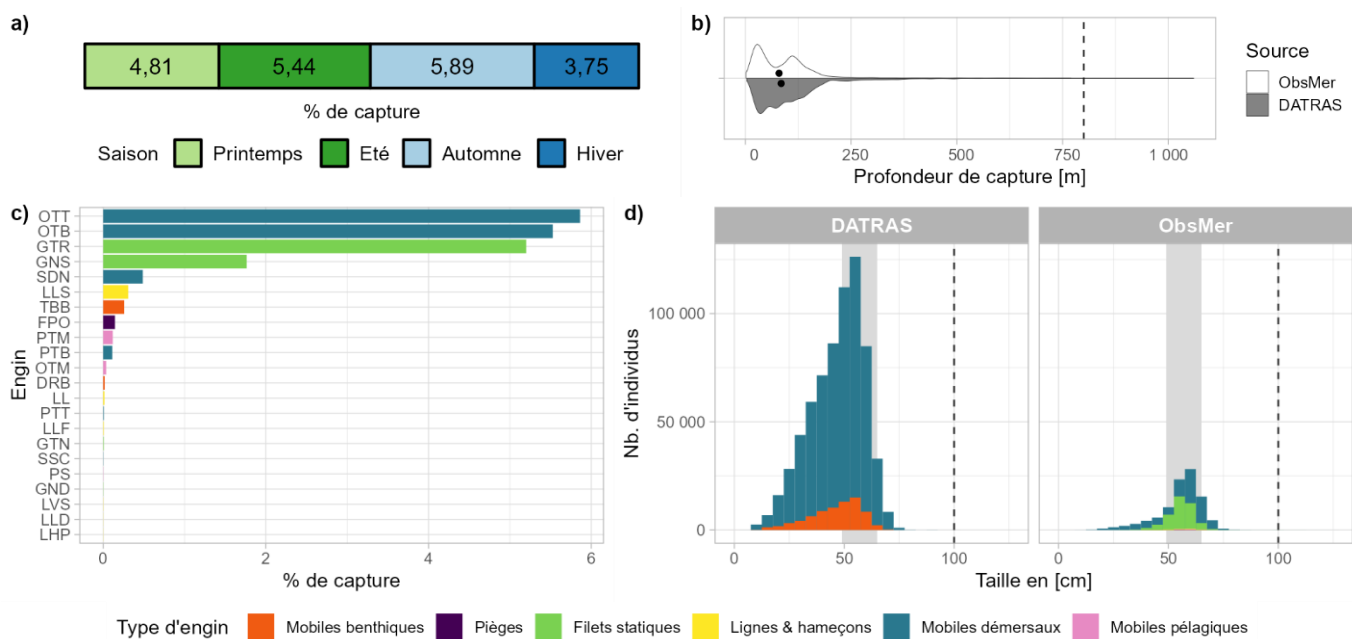 a)
4,81 5,44 5,89 3,75
% de capture
Saison Printemps Eté Automne Hiver
b)
0 250 500 750 1 000
Profondeur de capture [m]
Source
ObsMer
DATRAS
c)
Engin
OTT
OTB
GTR
GNS
SDN
LLS
TBB
FPO
PTM
PTB
OTM
DRB
LL
PTT
LLF
GTN
SSC
PS
GND
LVS
LLD
LHP
0 2 4 6
% de capture
d)
DATRAS ObsMer
Nb. d'individus
100 000
50 000
0
0 50 100 0 50 100
Taille en [cm]
Type d'engin Mobiles benthiques Pièges Filets statiques Lignes & hameçons Mobiles démersaux Mobiles pélagiques